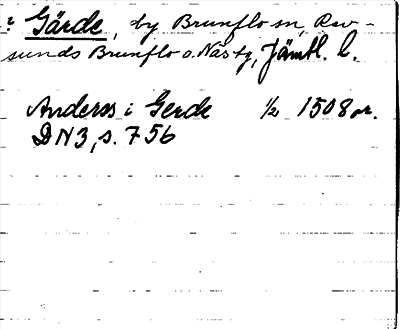 : Gärde, by Brunflo sn, Rev-
sunds Brunflo o. Näs tg, Jämtl. l.
Anderss i Gerde 1/2 1508 or.
DN3, s. 756